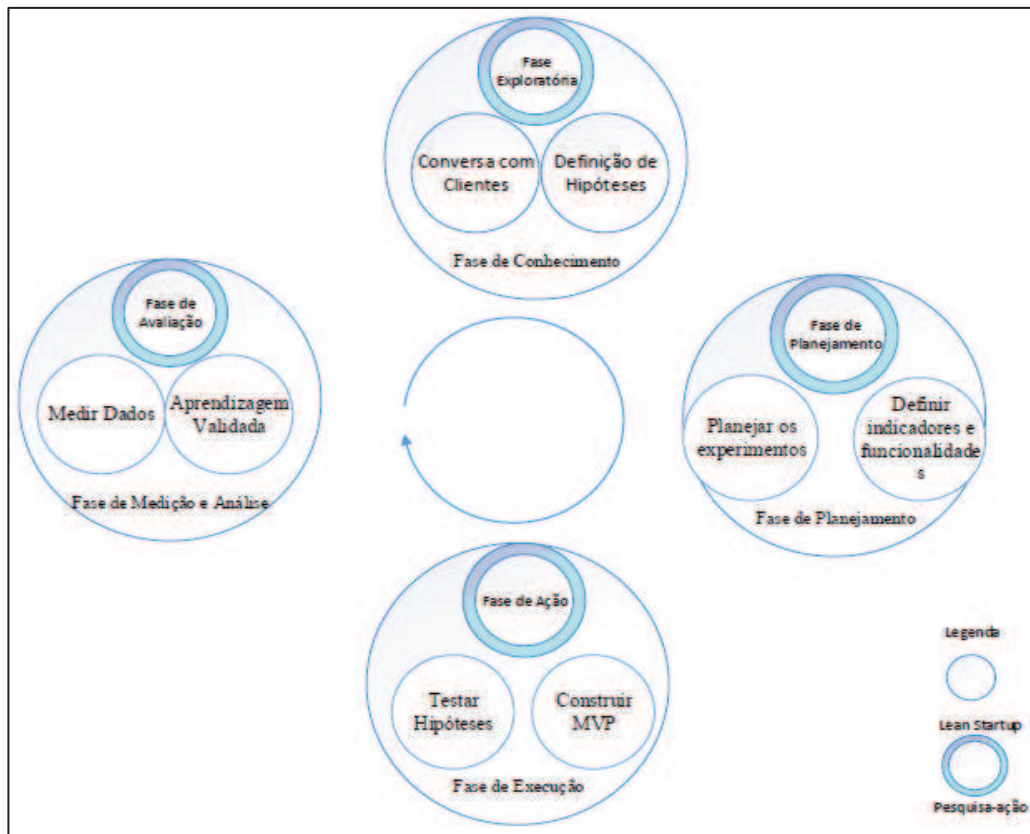 Fase
Exploratória
Conversa com
Clientes
Definição de
Hipóteses
Fase de Conhecimento
Fase de
Avaliação
Medir Dados
Aprendizagem
Validada
Fase de Medição e Análise
Fase de
Planejamento
Planejar os
experimentos
Definir
indicadores e
funcionalidade
s
Fase de Planejamento
Fase de Ação
Testar
Hipóteses
Construir
MVP
Fase de Execução
Legenda
Lean Startup
Pesquisa-ação